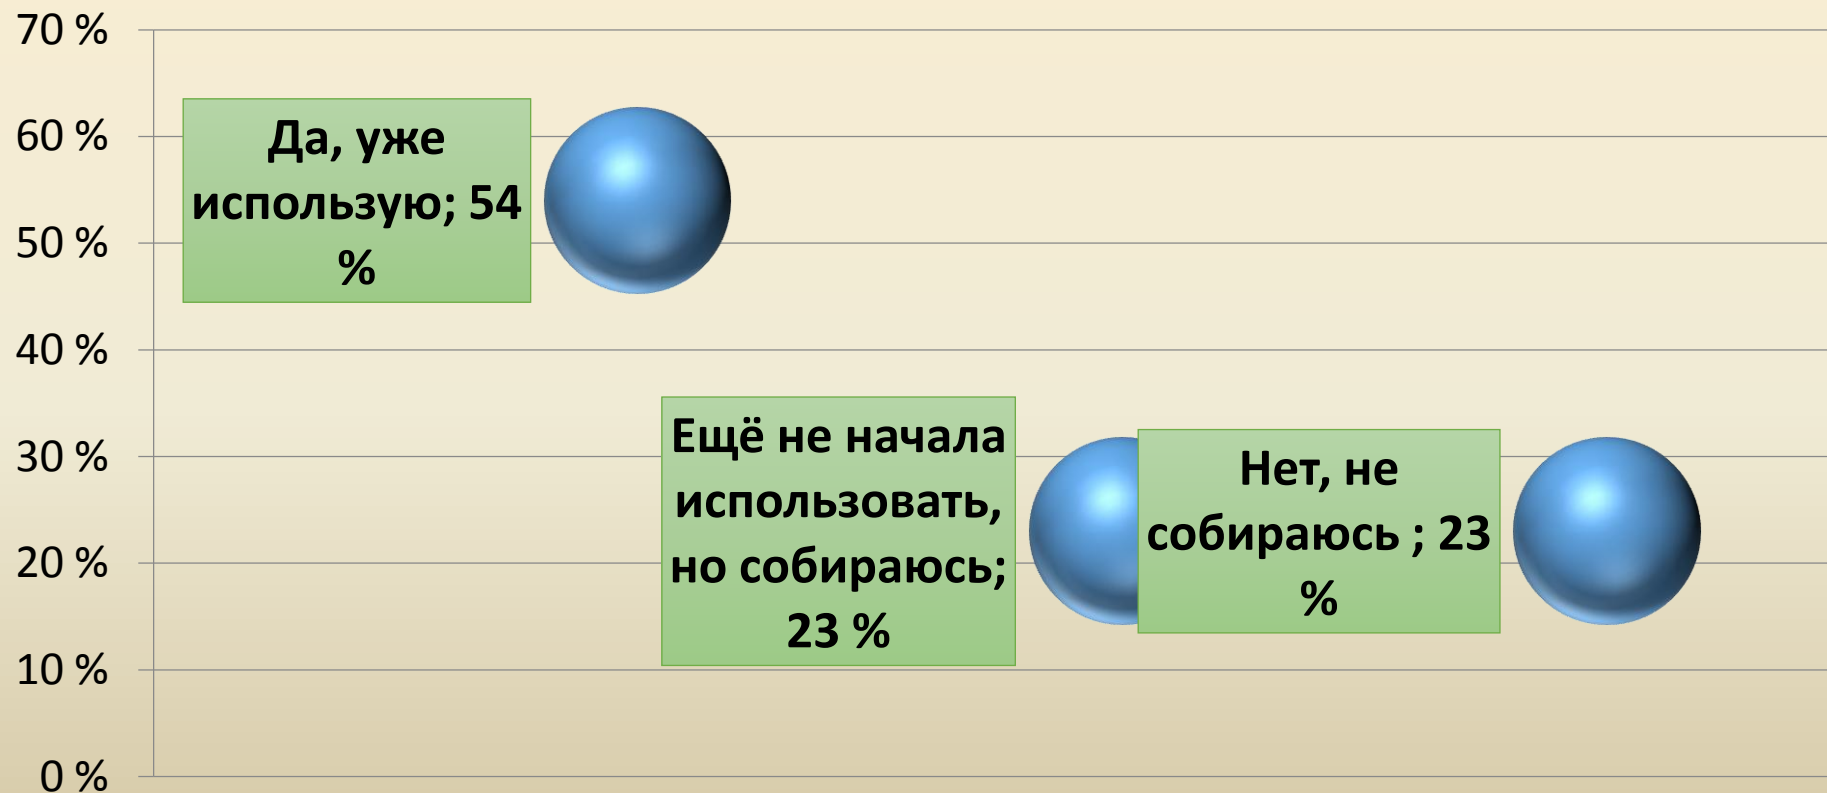 70 %
60 %
50 %
40 %
30 %
20 %
10 %
0 %
Да, уже
использую; 54
%
Ещё не начала
использовать,
но собираюсь;
23 %
Нет, не
собираюсь ; 23
%